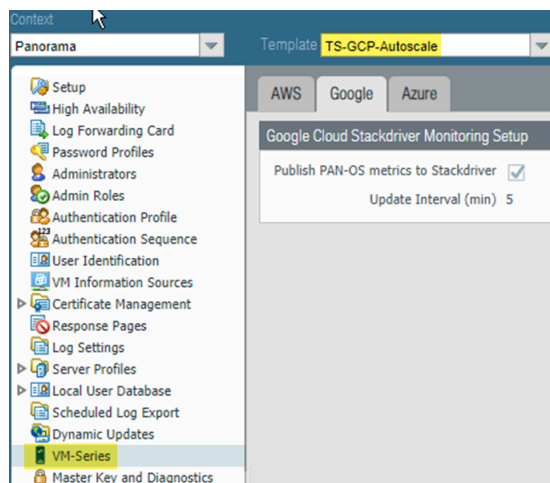 Context
Panorama
Template TS-GCP-Autoscale
Setup
High Availability
Log Forwarding Card
Password Profiles
Administrators
Admin Roles
Authentication Profile
Authentication Sequence
User Identification
VM Information Sources
Certificate Management
Response Pages
Log Settings
Server Profiles
Local User Database
Scheduled Log Export
Dynamic Updates
VM-Series
Master Key and Diagnostics
AWS Google Azure
Google Cloud Stackdriver Monitoring Setup
Publish PAN-OS metrics to Stackdriver
Update Interval (min) 5